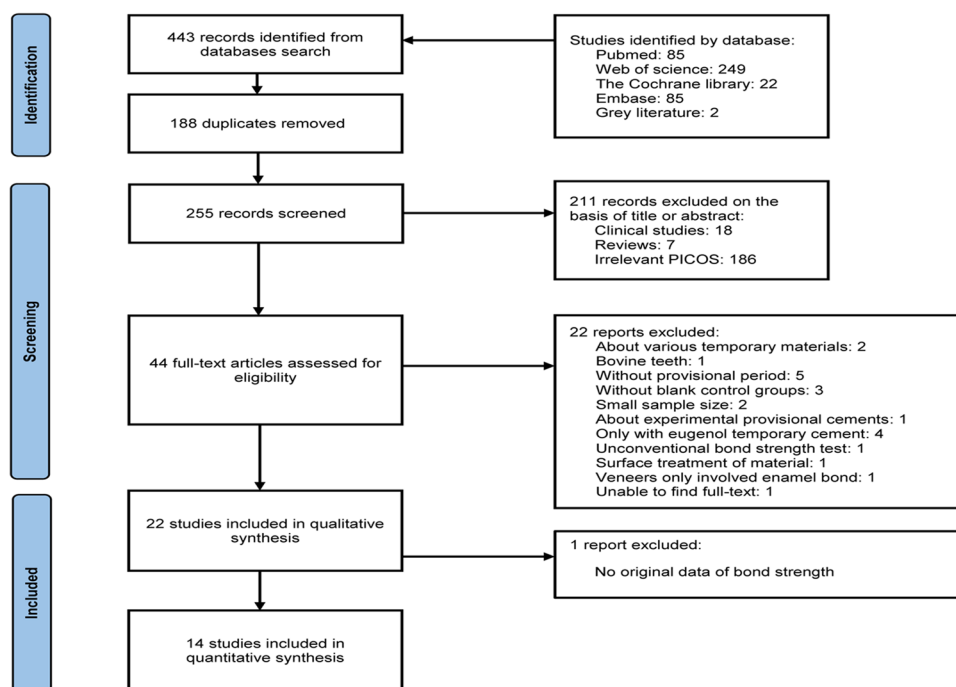 Identification
443 records identified from
databases search
188 duplicates removed
Studies identified by database:
Pubmed: 85
Web of science: 249
The Cochrane library: 22
Embase: 85
Grey literature: 2
Screening
255 records screened
211 records excluded on the
basis of title or abstract:
Clinical studies: 18
Reviews: 7
Irrelevant PICOS: 186
44 full-text articles assessed for
eligibility
22 reports excluded:
About various temporary materials: 2
Bovine teeth: 1
Without provisional period: 5
Without blank control groups: 3
Small sample size: 2
About experimental provisional cements: 1
Only with eugenol temporary cement: 4
Unconventional bond strength test: 1
Surface treatment of material: 1
Veneers only involved enamel bond: 1
Unable to find full-text: 1
Included
22 studies included in qualitative
synthesis
1 report excluded:
No original data of bond strength
14 studies included in
quantitative synthesis